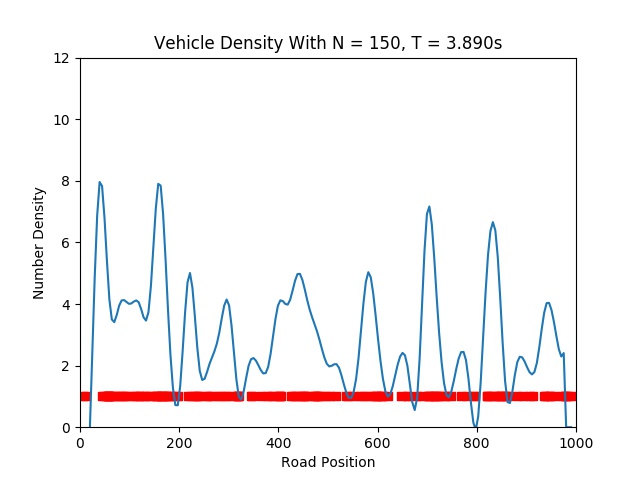 Vehicle Density With N = 150, T = 3.890s
12
10
8
6
4
2
0
Number Density
0 200 400 600 800 1000
Road Position